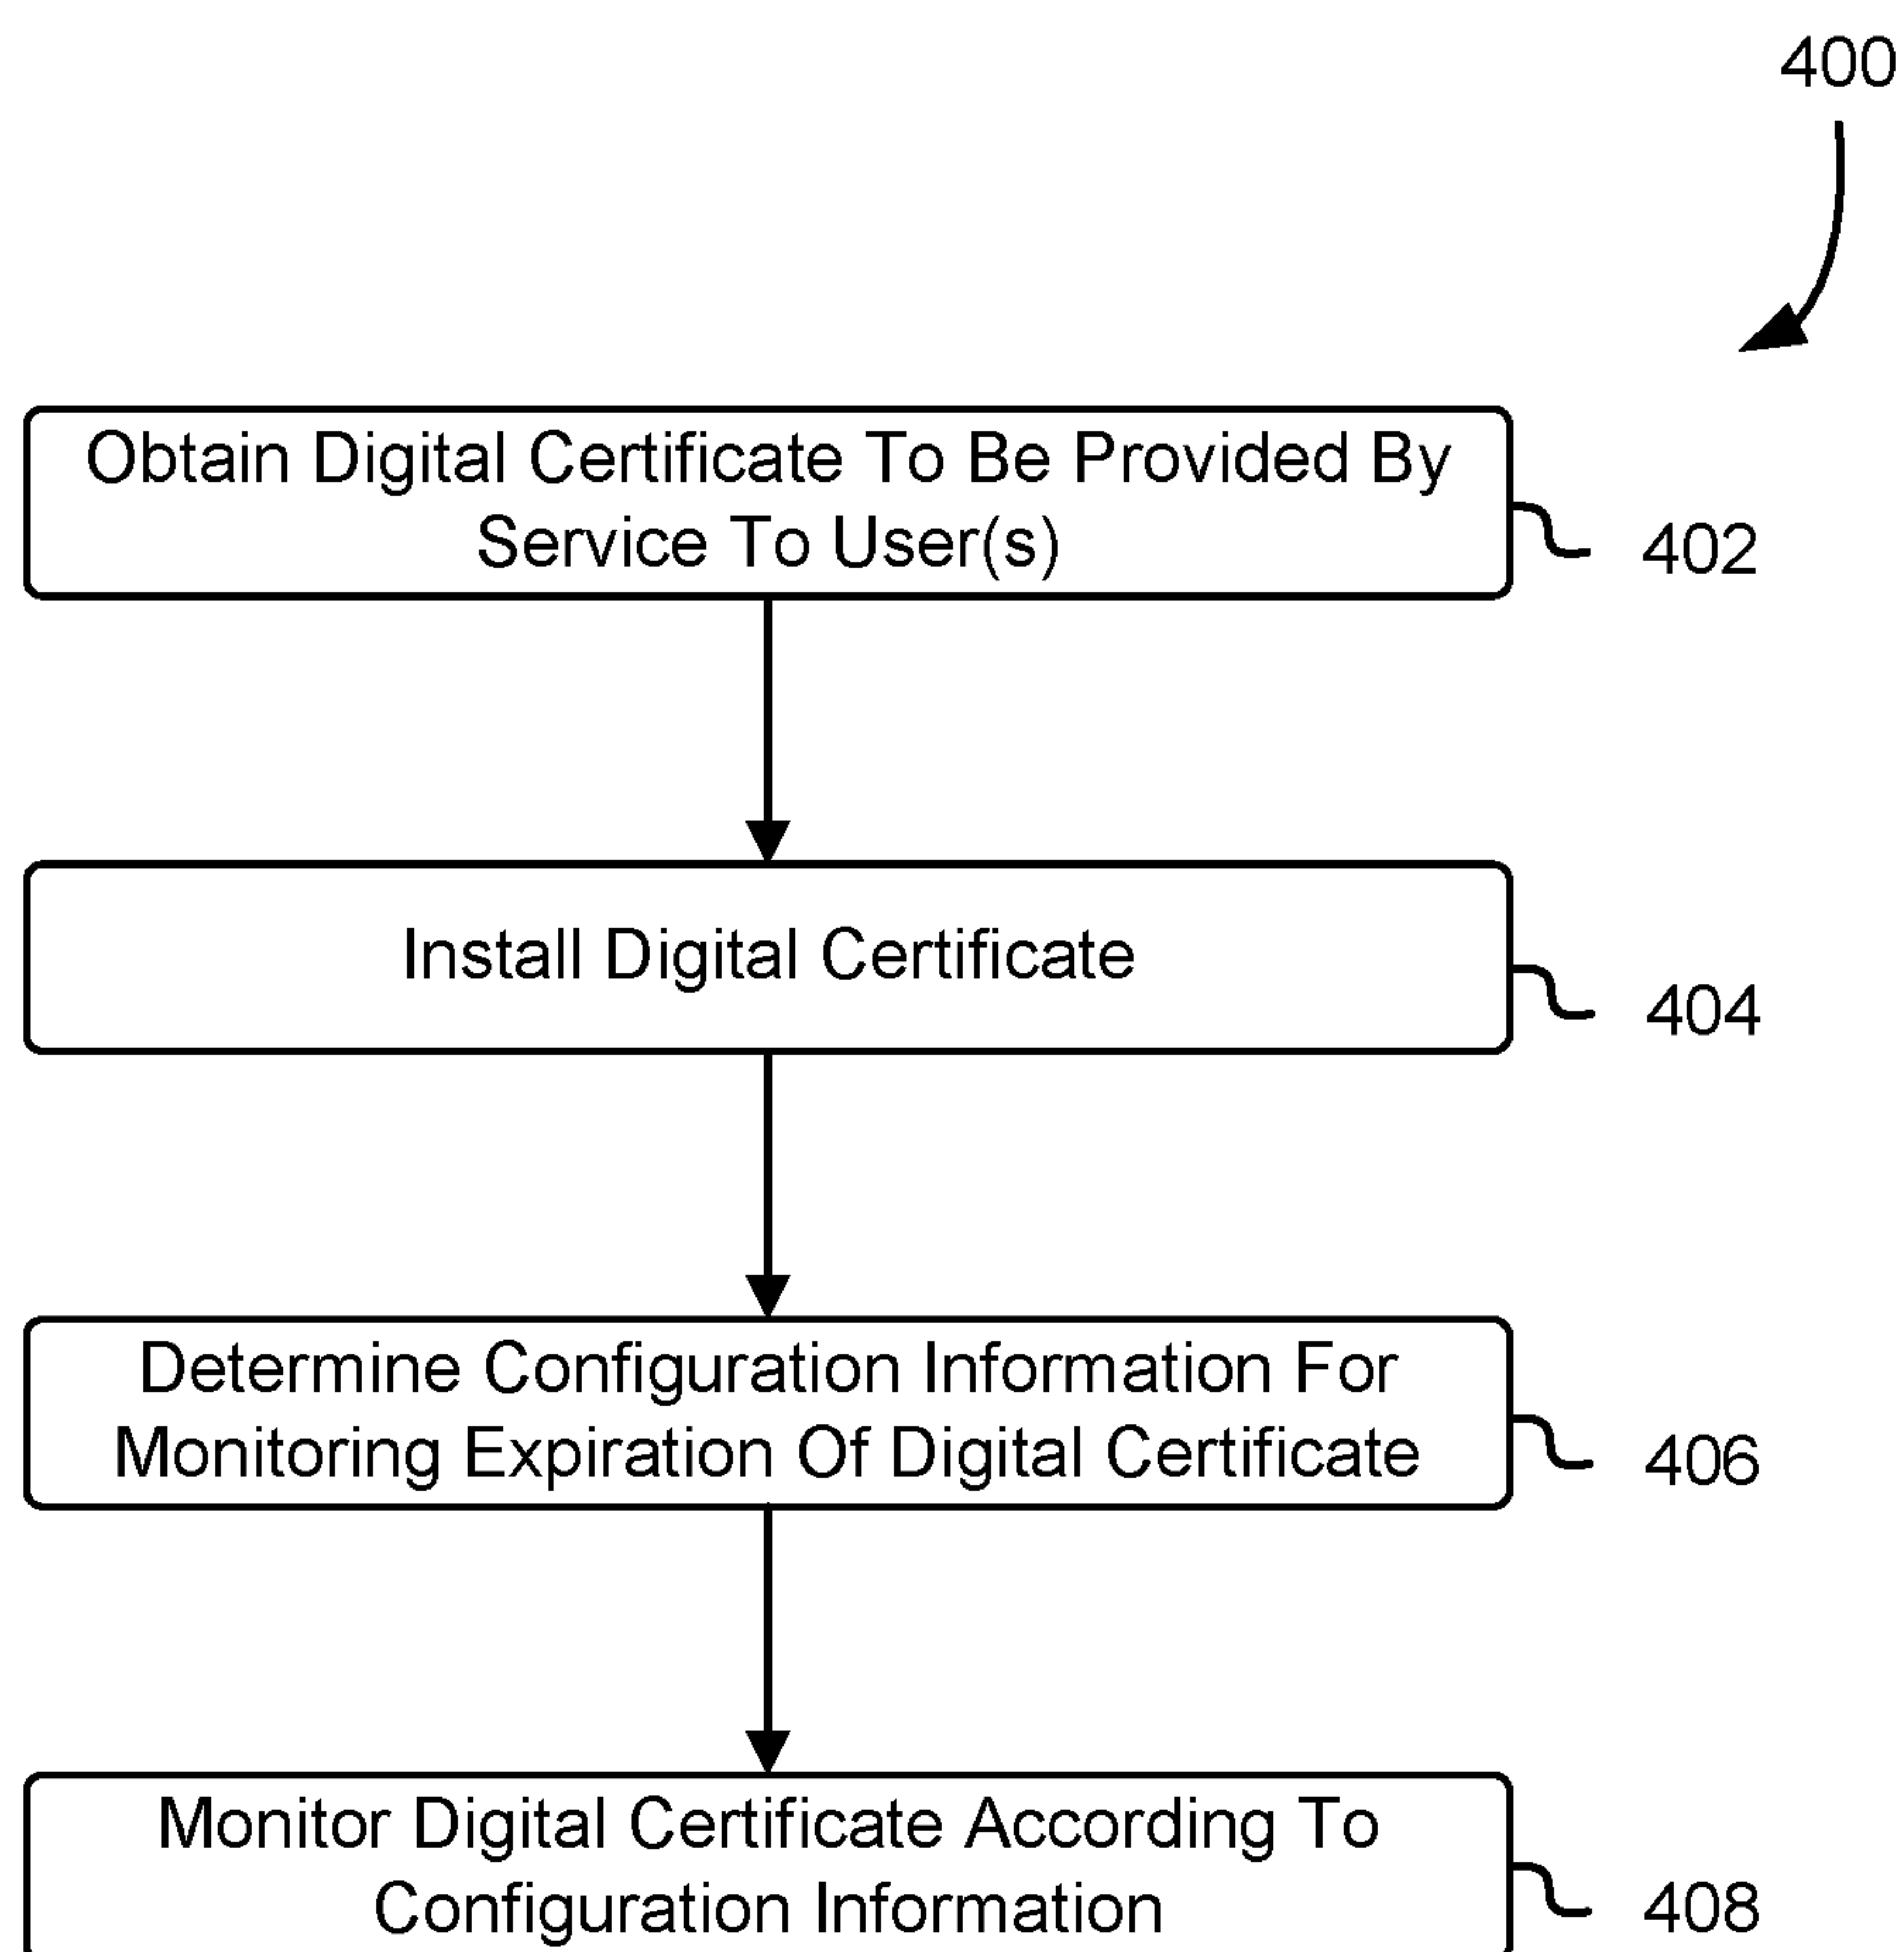 400
Obtain Digital Certificate To Be Provided By
Service To User(s)
402
Install Digital Certificate
404
Determine Configuration Information For
Monitoring Expiration Of Digital Certificate
406
Monitor Digital Certificate According To
Configuration Information
408